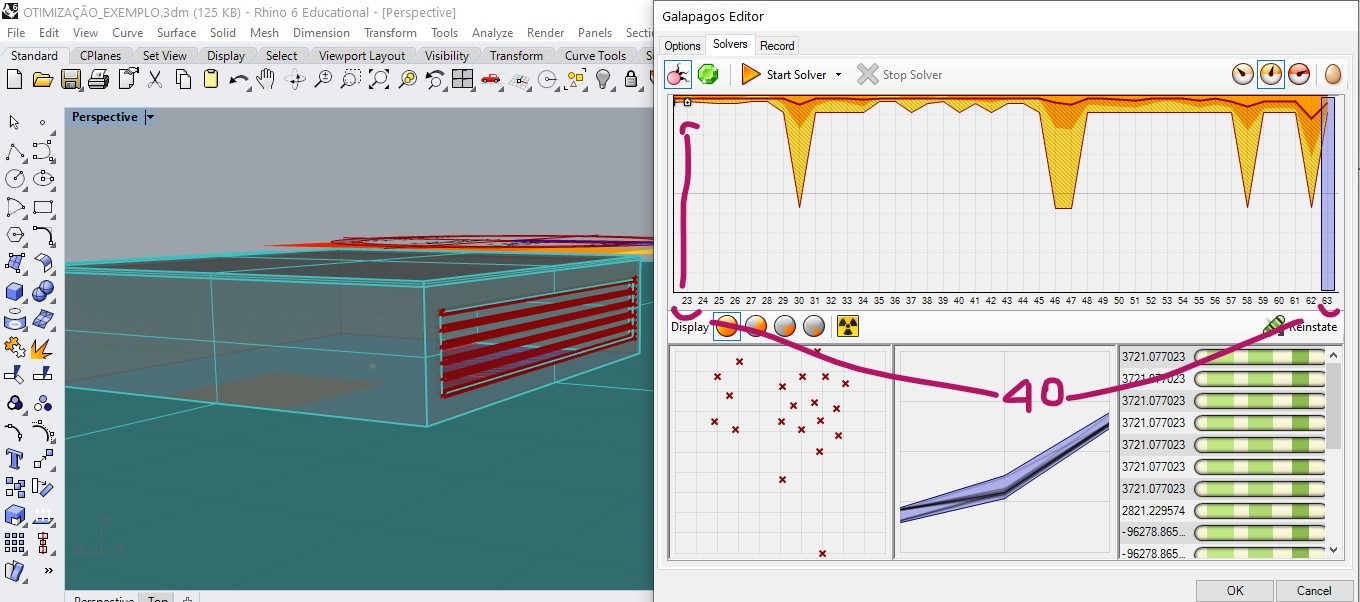 OTIMIZAÇÃO_EXEMPLO.3dm (125 KB) - Rhino 6 Educational - [Perspective]
File Edit View Curve Surface Solid Mesh Dimension Transform Tools Analyze Render Panels Secti
Standard CPlanes Set View Display Select Viewport Layout Visibility Transform Curve Tools S
Perspective
Perspective Top
Galapagos Editor
Options Solvers Record
Start Solver Stop Solver
23 24 25 26 27 28 29 30 31 32 33 34 35 36 37 38 39 40 41 42 43 44 45 46 47 48 49 50 51 52 53 54 55 56 57 58 59 60 61 62 63
Display Reinstate
40
3721.077023
3721.077023
3721.077023
3721.077023
3721.077023
3721.077023
3721.077023
2821.229574
-96278.865...
-96278.865...
OK Cancel